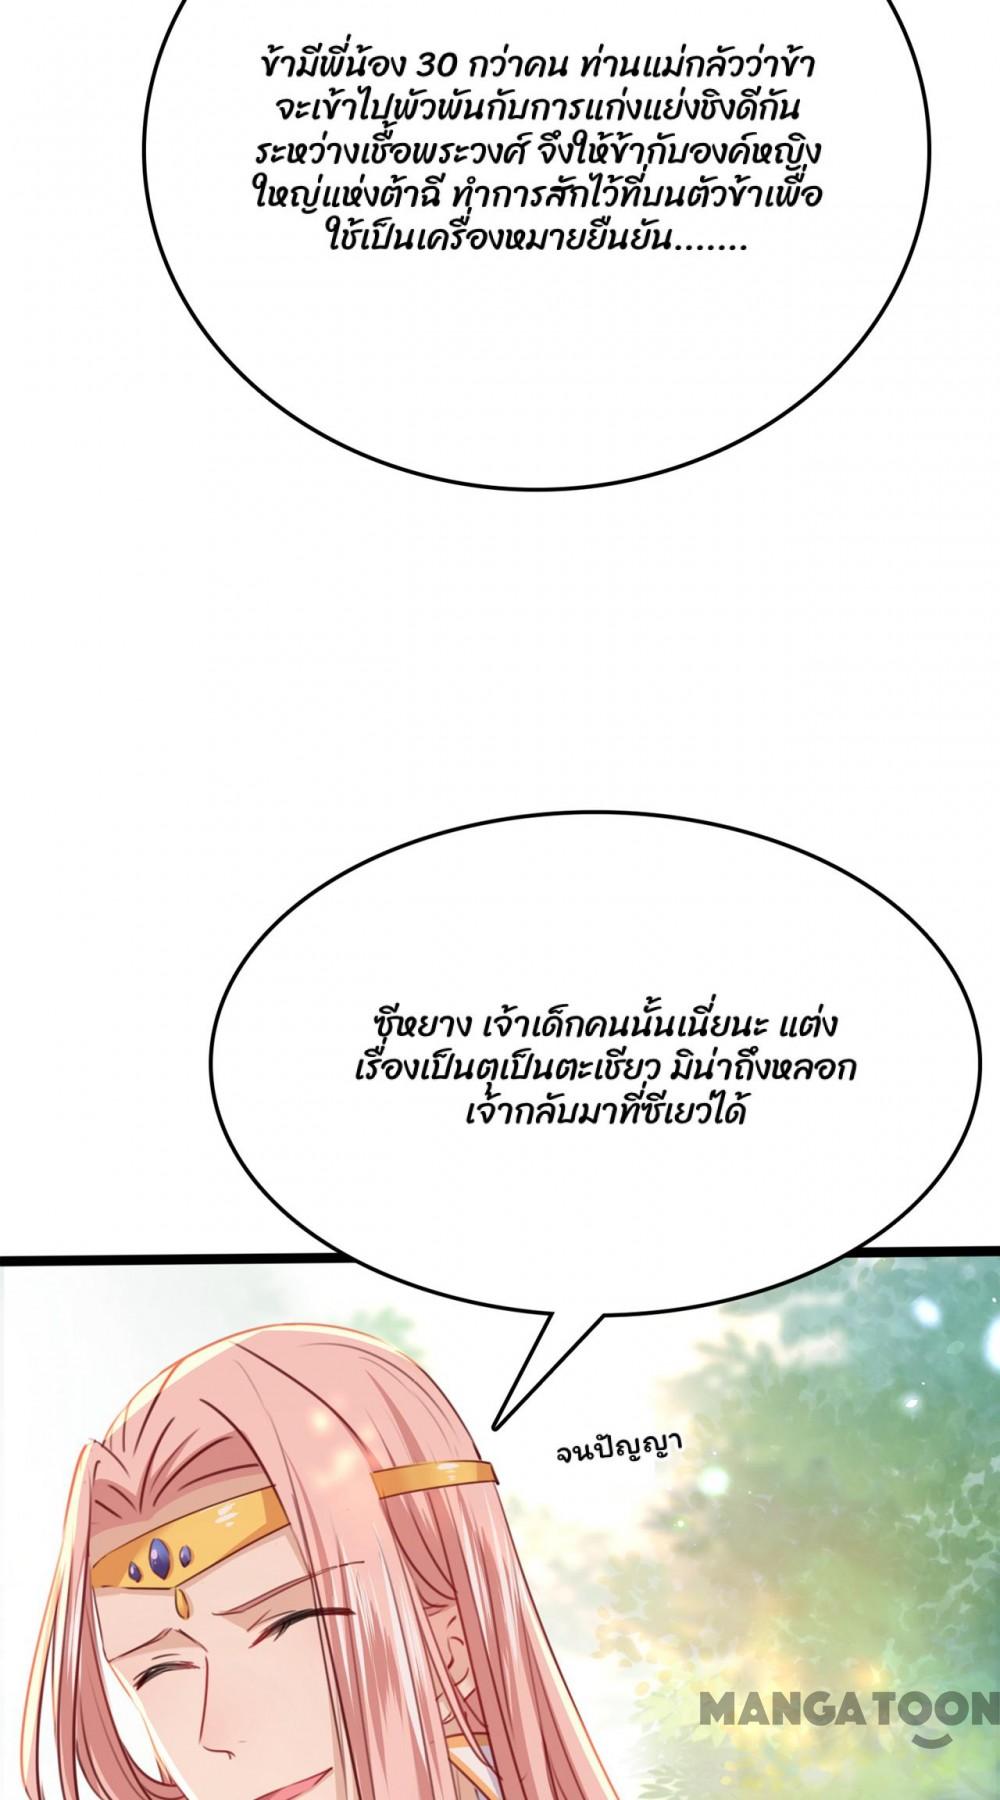 ข้ามีพี่น้อง 30 กว่าคน ท่านแม่กลัวว่าข้า
จะเข้าไปพัวพันกับการแก่งแย่งชิงดีกัน
ระหว่างเชื้อพระวงศ์ จึงให้ข้ากับองค์หญิง
ใหญ่แห่งต้าฉี ทำการสักไว้ที่บนตัวข้าเพื่อ
ใช้เป็นเครื่องหมายยืนยัน.......
ซีหยาง เจ้าเด็กคนนั้นเนี่ยนะ แต่ง
เรื่องเป็นตุเป็นตะเชียว มิน่าถึงหลอก
เจ้ากลับมาที่ซีเยว่ได้
จนปัญญา
MANGATOON